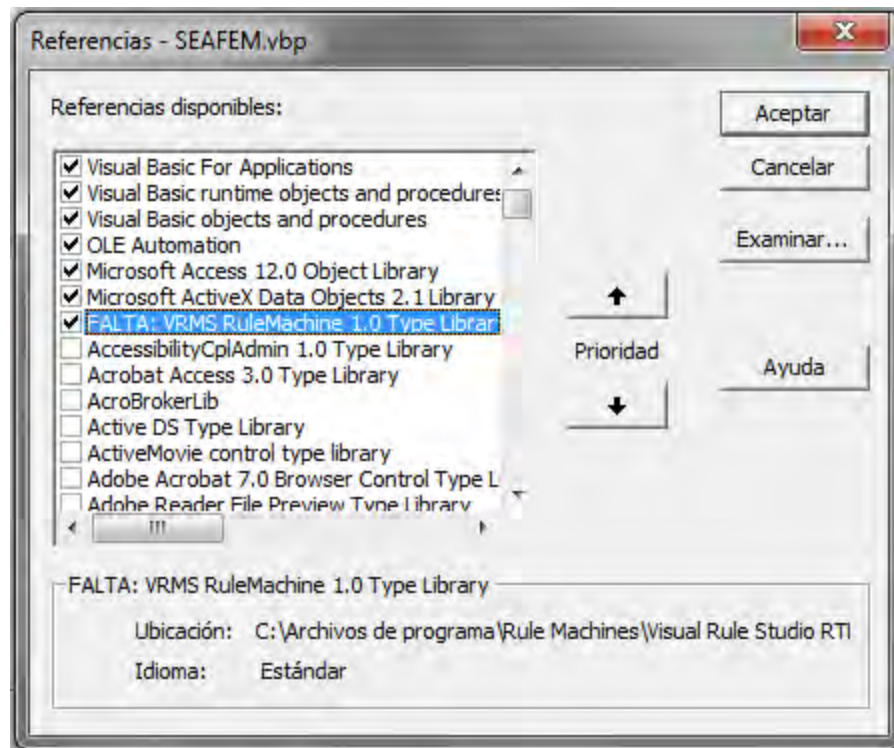 Referencias - SEAFEM.vbp
Referencias disponibles:
Aceptar
Cancelar
Examinar...
Ayuda
Visual Basic For Applications
Visual Basic runtime objects and procedures
Visual Basic objects and procedures
OLE Automation
Microsoft Access 12.0 Object Library
Microsoft ActiveX Data Objects 2.1 Library
FALTA: VRMS RuleMachine 1.0 Type Librar
AccessibilityCplAdmin 1.0 Type Library
Acrobat Access 3.0 Type Library
AcroBrokerLib
Active DS Type Library
ActiveMovie control type library
Adobe Acrobat 7.0 Browser Control Type L
Adobe Reader File Preview Type Library
Prioridad
FALTA: VRMS RuleMachine 1.0 Type Library
Ubicación: C:\Archivos de programa\Rule Machines\Visual Rule Studio RTI
Idioma: Estándar